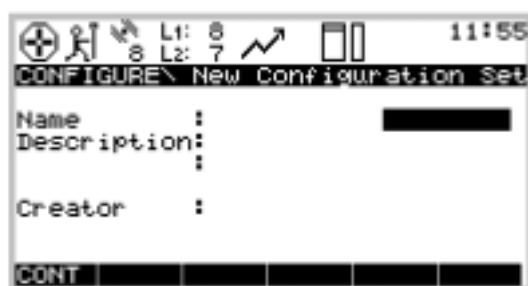 8 L1: 8 L2: 7 11:55
CONFIGURE\ New Configuration Set
Name :
Description:
:
Creator :
CONT